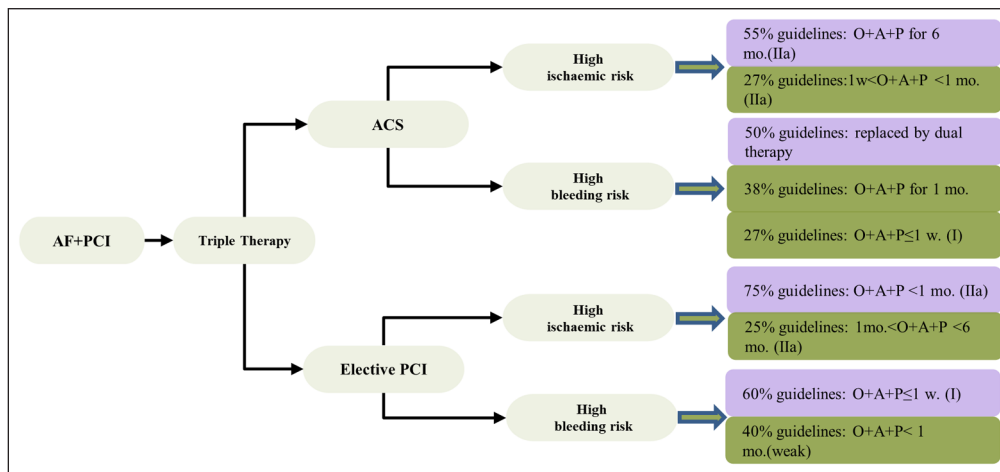 AF+PCI
Triple Therapy
ACS
High
ischaemic risk
55% guidelines: O+A+P for 6
mo.(IIa)
27% guidelines:1w<O+A+P <1 mo.
(IIa)
High
bleeding risk
50% guidelines: replaced by dual
therapy
38% guidelines: O+A+P for 1 mo.
27% guidelines: O+A+P≤1 w. (I)
Elective PCI
High
ischaemic risk
75% guidelines: O+A+P <1 mo. (IIa)
25% guidelines: 1mo.<O+A+P <6
mo. (IIa)
High
bleeding risk
60% guidelines: O+A+P≤1 w. (I)
40% guidelines: O+A+P< 1
mo.(weak)